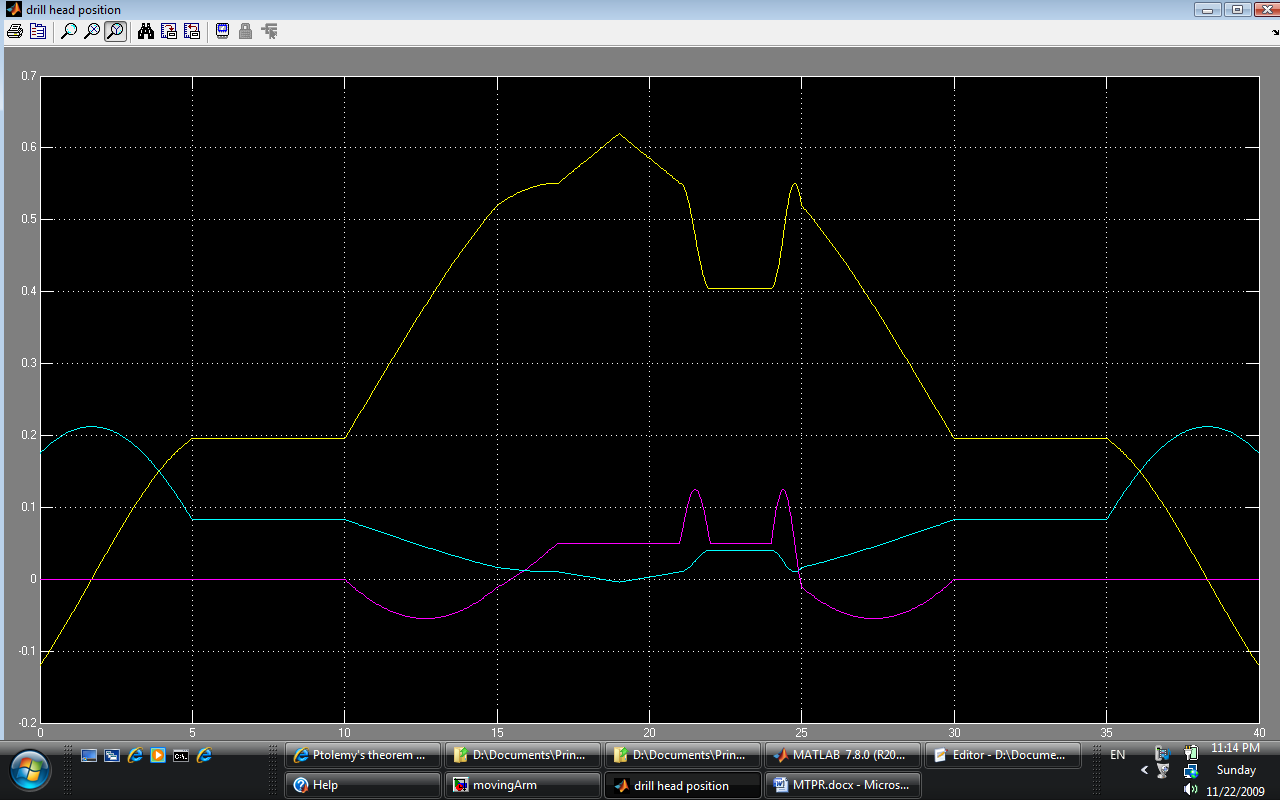 drill head position
0.7
0.6
0.5
0.4
0.3
0.2
0.1
0
-0.1
-0.2
0 5 10 15 20 25 30 35 40
Ptolemy's theorem ... D:\Documents\Prin... D:\Documents\Prin... MATLAB 7.8.0 (R20... Editor - D:\Docume...
Help movingArm drill head position MTPR.docx - Micros...
EN
11:14 PM
Sunday
11/22/2009